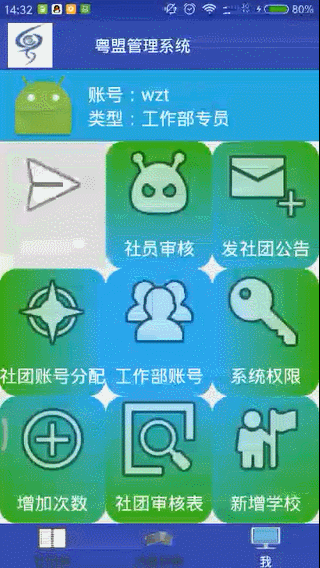 14:32
80%
粤盟管理系统
账号：wzt
类型：工作部专员
社员审核
发社团公告
社团账号分配
工作部账号
系统权限
增加次数
社团审核表
新增学校
我